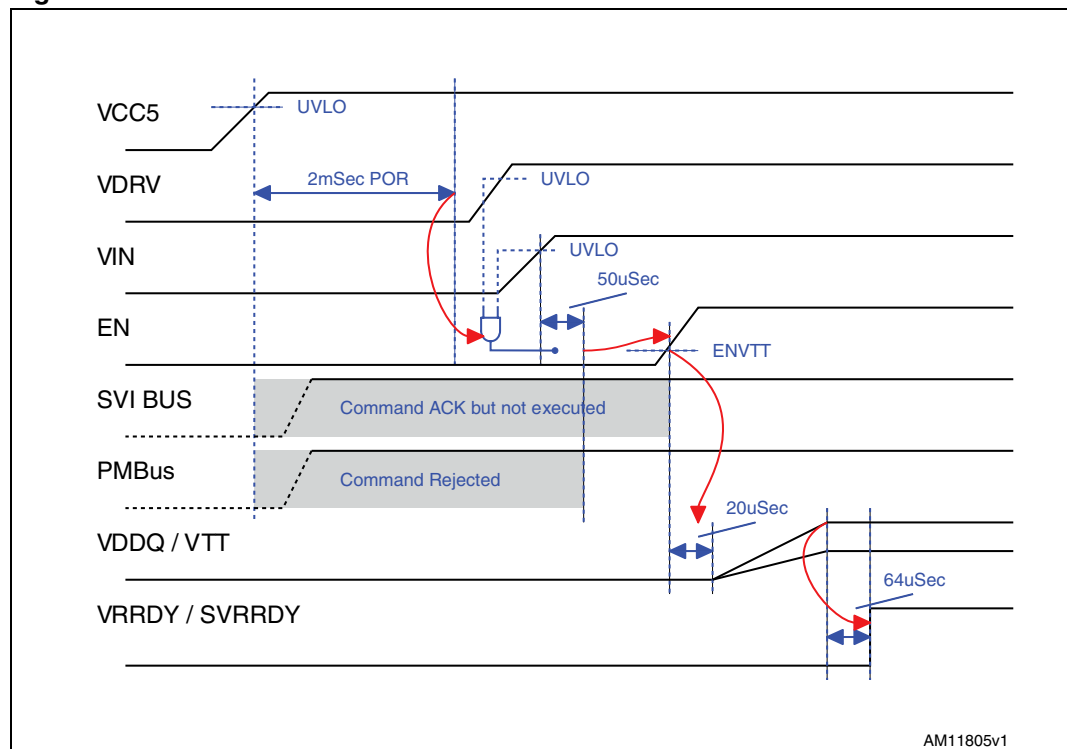 VCC5
UVLO
VDRV
2mSec POR
UVLO
VIN
UVLO
50uSec
EN
ENVTT
SVI BUS
Command ACK but not executed
PMBus
Command Rejected
20uSec
VDDQ / VTT
64uSec
VRRDY / SVRRDY
AM11805v1